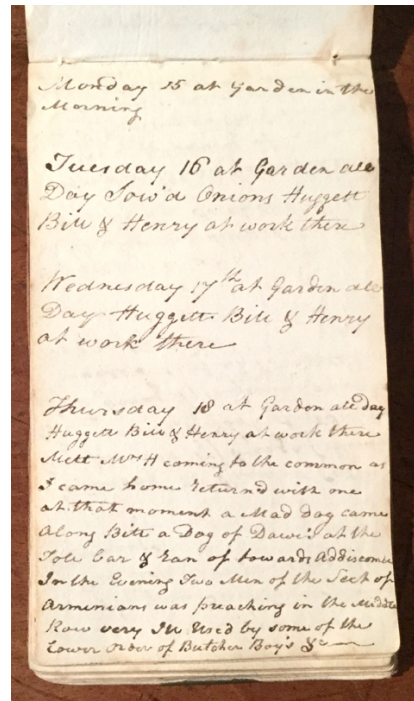 Monday 15 at Garden in the
Morning
Tuesday 16 at Garden all
Day Sow'd Onions Huggett
Bill & Henry at work there
Wednesday 17th at Garden all
Day Huggett Bill & Henry
at work there
Thursday 18 at Garden all day
Huggett Bill & Henry at work there
Mett Mrs H coming to the common as
I came home return'd with one
at that moment a Mad Dog came
along Bitt a Dog of Dawes at the
Tole bar & ran of towards Addiscombe
In the Evening Two Men of the Sect of
Armenians was preaching in the Middle
Row very Ill Used by some of the
Lower Order of Butcher Boy's &c